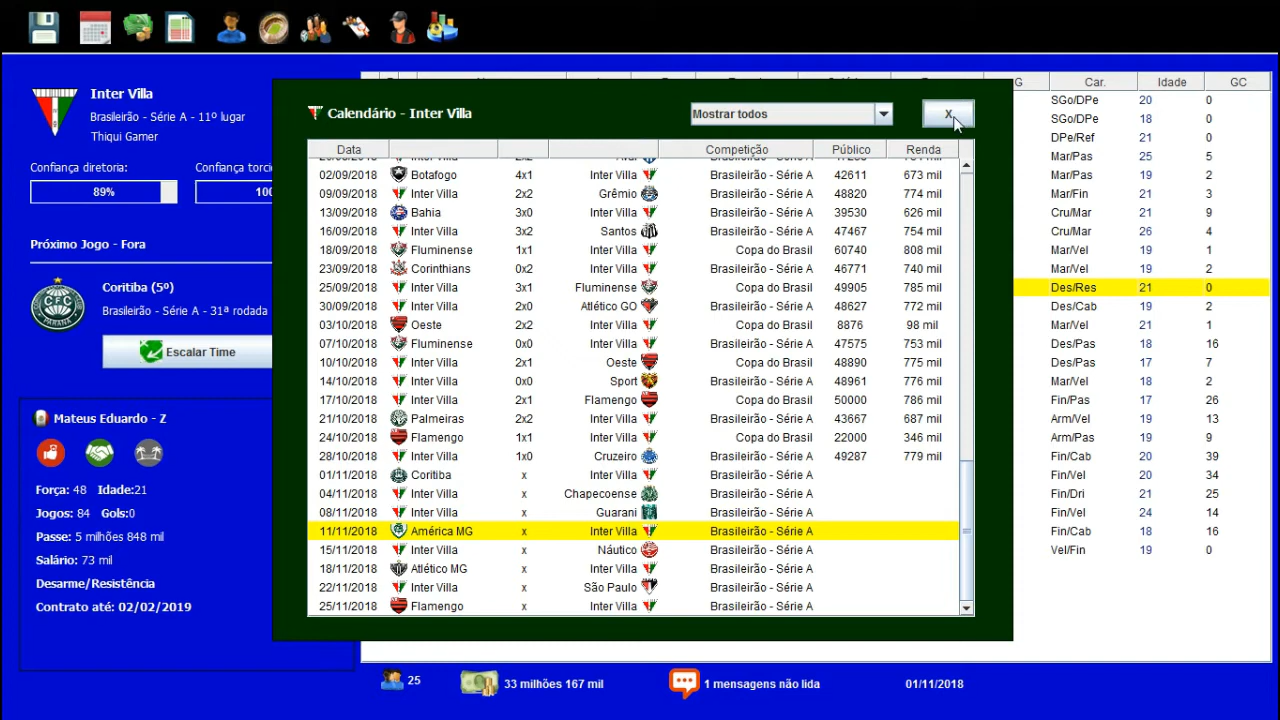 Inter Villa
Brasileirão - Série A - 11º lugar
Thiqui Gamer
Confiança diretoria:
Confiança torcic
89%
100
Próximo Jogo - Fora
Coritiba (5º)
Brasileirão - Série A - 31ª rodada
Escalar Time
Mateus Eduardo - Z
Força: 48 Idade:21
Jogos: 84 Gols:0
Passe: 5 milhões 848 mil
Salário: 73 mil
Desarme/Resistência
Contrato até: 02/02/2019
Calendário - Inter Villa
Mostrar todos
X
Data Competição Público Renda
02/09/2018 Botafogo 4x1 Inter Villa Brasileirão - Série A 42611 673 mil
09/09/2018 Inter Villa 2x2 Grêmio Brasileirão - Série A 48820 774 mil
13/09/2018 Bahia 3x0 Inter Villa Brasileirão - Série A 39530 626 mil
16/09/2018 Inter Villa 3x2 Santos Brasileirão - Série A 47467 754 mil
18/09/2018 Fluminense 1x1 Inter Villa Copa do Brasil 60740 808 mil
23/09/2018 Corinthians 0x2 Inter Villa Brasileirão - Série A 46771 740 mil
25/09/2018 Inter Villa 3x1 Fluminense Copa do Brasil 49905 785 mil
30/09/2018 Inter Villa 2x0 Atlético GO Brasileirão - Série A 48627 772 mil
03/10/2018 Oeste 2x2 Inter Villa Copa do Brasil 8876 98 mil
07/10/2018 Fluminense 0x0 Inter Villa Brasileirão - Série A 47575 753 mil
10/10/2018 Inter Villa 2x1 Oeste Copa do Brasil 48890 775 mil
14/10/2018 Inter Villa 0x0 Sport Brasileirão - Série A 48961 776 mil
17/10/2018 Inter Villa 2x1 Flamengo Copa do Brasil 50000 786 mil
21/10/2018 Palmeiras 2x2 Inter Villa Brasileirão - Série A 43667 687 mil
24/10/2018 Flamengo 1x1 Inter Villa Copa do Brasil 22000 346 mil
28/10/2018 Inter Villa 1x0 Cruzeiro Brasileirão - Série A 49287 779 mil
01/11/2018 Coritiba x Inter Villa Brasileirão - Série A
04/11/2018 Inter Villa x Chapecoense Brasileirão - Série A
08/11/2018 Inter Villa x Guarani Brasileirão - Série A
11/11/2018 América MG x Inter Villa Brasileirão - Série A
15/11/2018 Inter Villa x Náutico Brasileirão - Série A
18/11/2018 Atlético MG x Inter Villa Brasileirão - Série A
22/11/2018 Inter Villa x São Paulo Brasileirão - Série A
25/11/2018 Flamengo x Inter Villa Brasileirão - Série A
G Car. Idade GC
SGo/DPe 20 0
SGo/DPe 18 0
DPe/Ref 21 0
Mar/Pas 25 5
Mar/Pas 19 2
Mar/Fin 21 3
Cru/Mar 21 9
Cru/Mar 26 4
Mar/Vel 19 1
Mar/Vel 19 2
Des/Res 21 0
Des/Cab 19 2
Mar/Vel 21 1
Des/Pas 18 16
Des/Pas 17 7
Mar/Vel 18 2
Fin/Pas 17 26
Arm/Vel 19 13
Arm/Pas 19 9
Fin/Cab 20 39
Fin/Vel 20 34
Fin/Dri 21 25
Fin/Vel 24 14
Fin/Cab 18 16
Vel/Fin 19 0
25
33 milhões 167 mil
1 mensagens não lida
01/11/2018